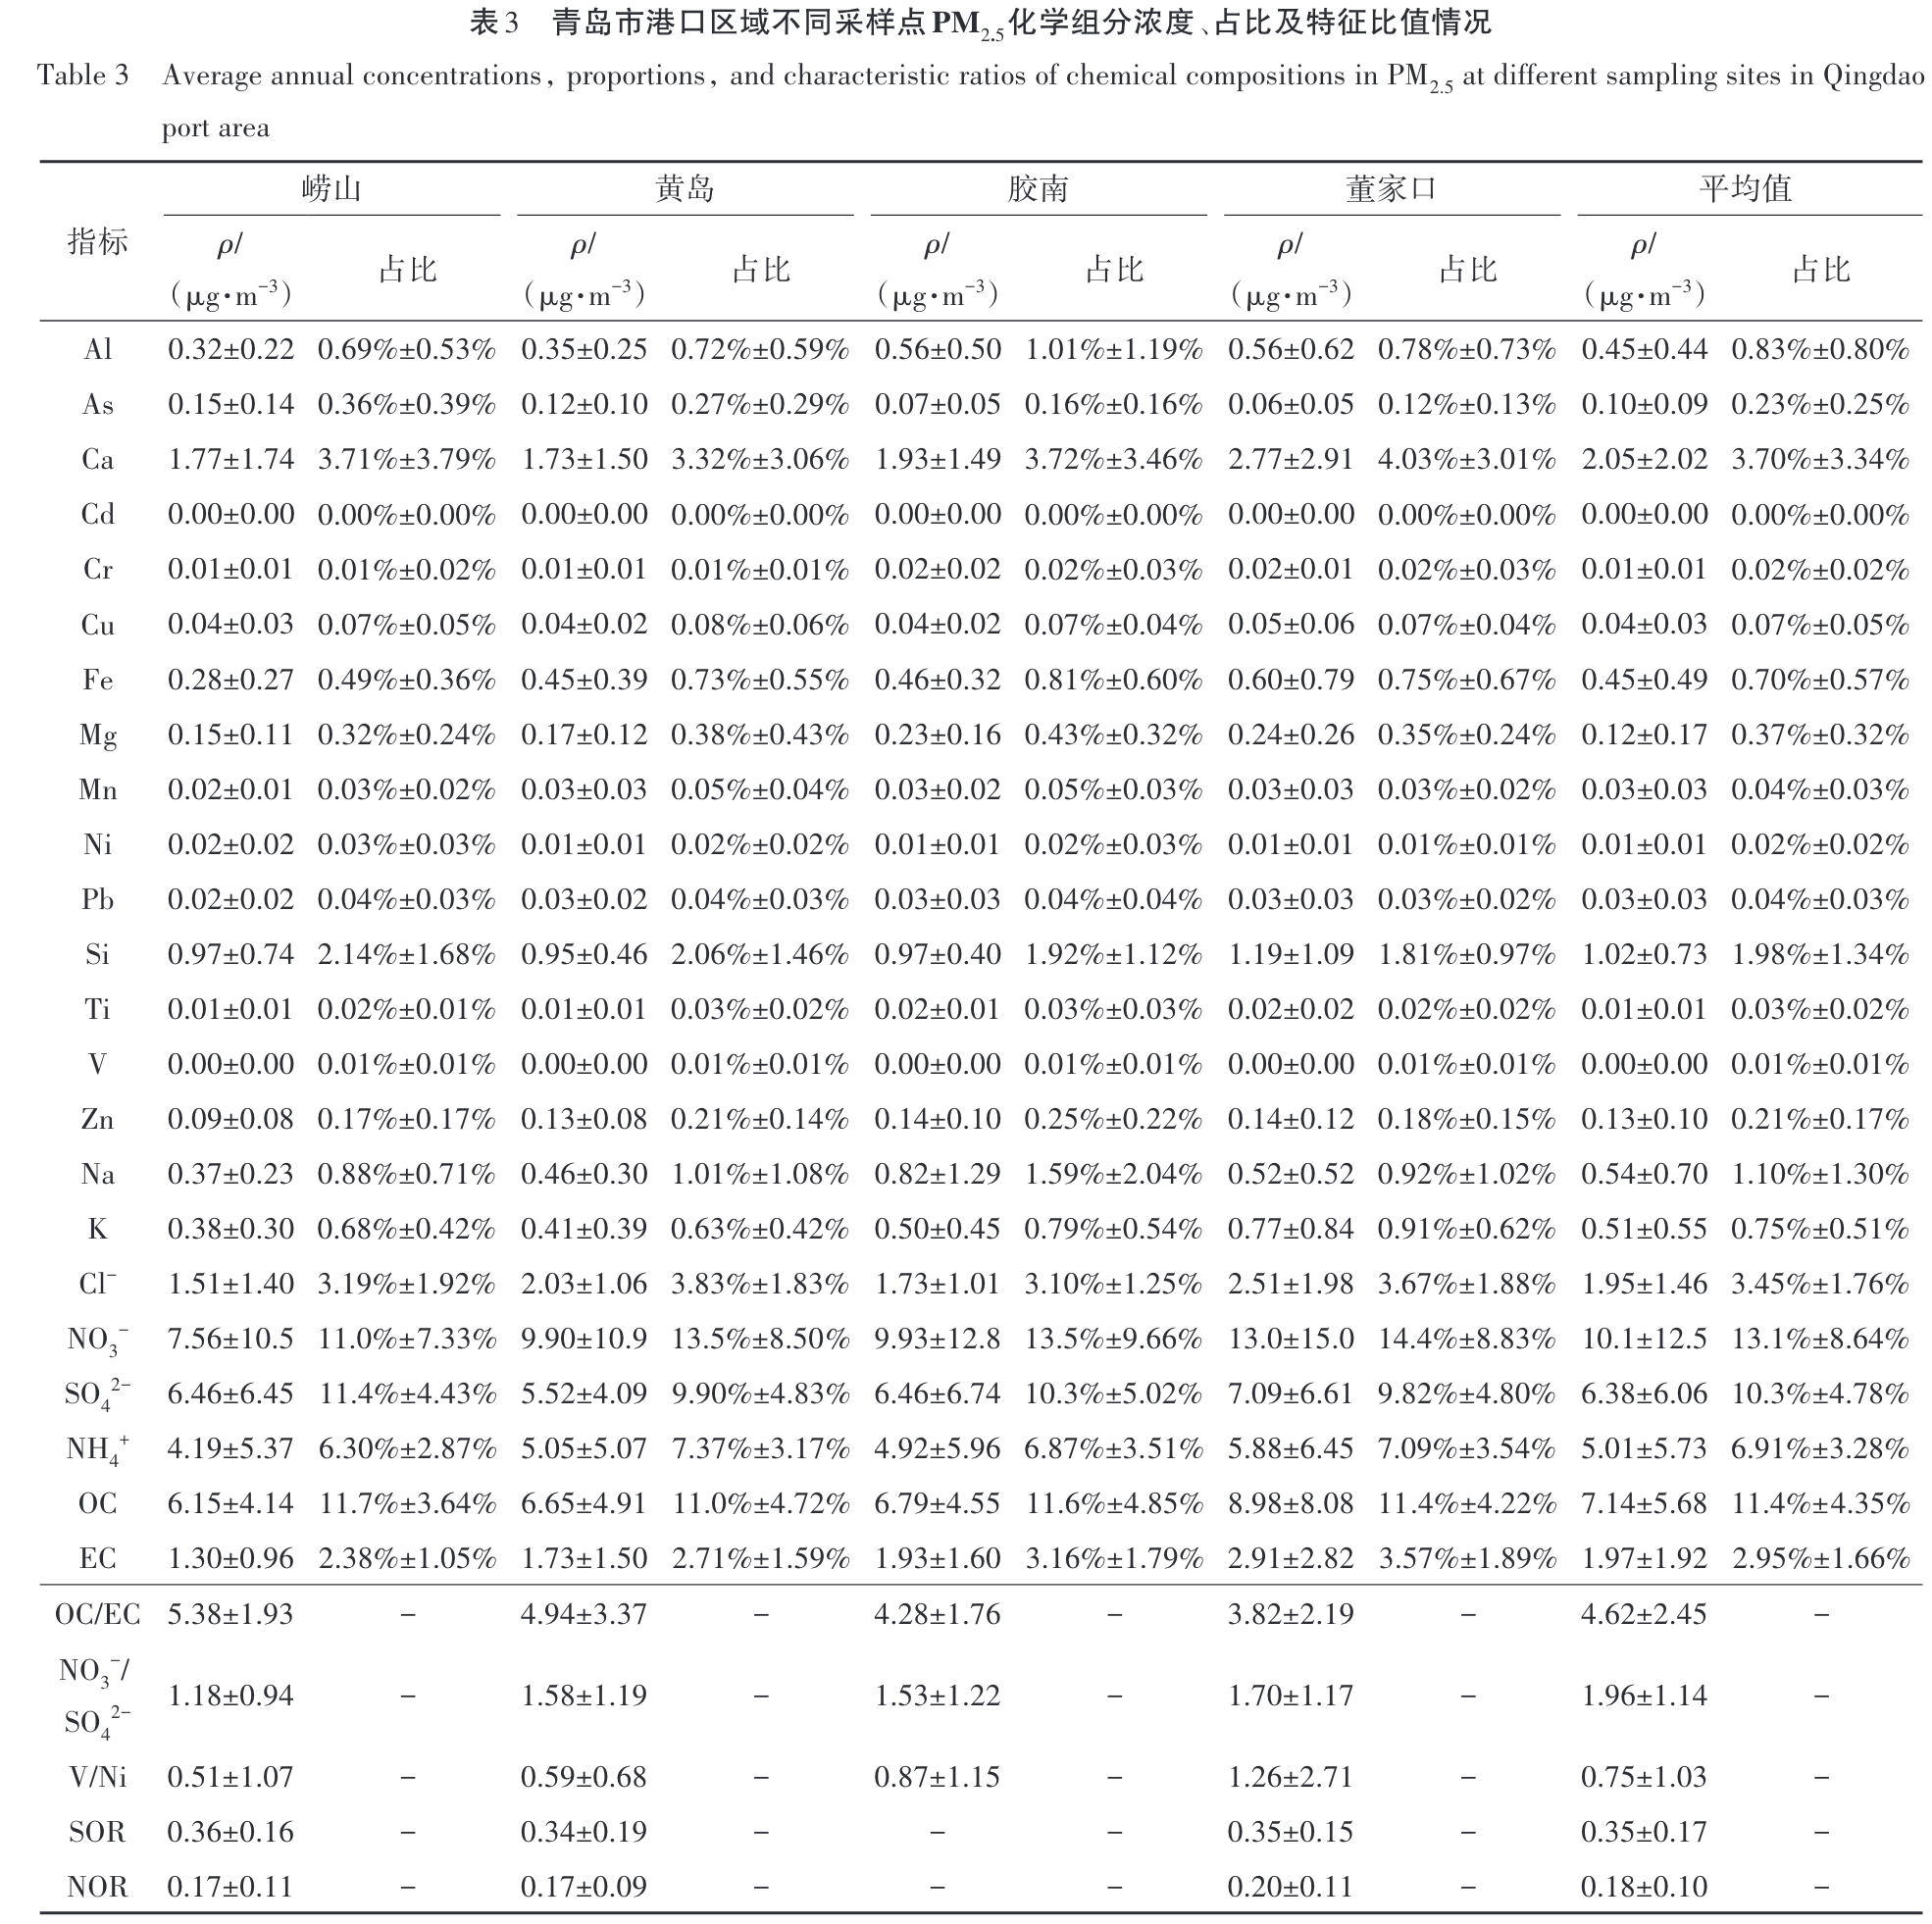 表3 青岛市港口区域不同采样点PM2.5化学组分浓度、占比及特征比值情况
Table 3 Average annual concentrations, proportions, and characteristic ratios of chemical compositions in PM2.5 at different sampling sites in Qingdao
port area
指标 崂山 黄岛 胶南 董家口 平均值
ρ/(μg·m⁻³) 占比 ρ/(μg·m⁻³) 占比 ρ/(μg·m⁻³) 占比 ρ/(μg·m⁻³) 占比 ρ/(μg·m⁻³) 占比
Al 0.32±0.22 0.69%±0.53% 0.35±0.25 0.72%±0.59% 0.56±0.50 1.01%±1.19% 0.56±0.62 0.78%±0.73% 0.45±0.44 0.83%±0.80%
As 0.15±0.14 0.36%±0.39% 0.12±0.10 0.27%±0.29% 0.07±0.05 0.16%±0.16% 0.06±0.05 0.12%±0.13% 0.10±0.09 0.23%±0.25%
Ca 1.77±1.74 3.71%±3.79% 1.73±1.50 3.32%±3.06% 1.93±1.49 3.72%±3.46% 2.77±2.91 4.03%±3.01% 2.05±2.02 3.70%±3.34%
Cd 0.00±0.00 0.00%±0.00% 0.00±0.00 0.00%±0.00% 0.00±0.00 0.00%±0.00% 0.00±0.00 0.00%±0.00% 0.00±0.00 0.00%±0.00%
Cr 0.01±0.01 0.01%±0.02% 0.01±0.01 0.01%±0.01% 0.02±0.02 0.02%±0.03% 0.02±0.01 0.02%±0.03% 0.01±0.01 0.02%±0.02%
Cu 0.04±0.03 0.07%±0.05% 0.04±0.02 0.08%±0.06% 0.04±0.02 0.07%±0.04% 0.05±0.06 0.07%±0.04% 0.04±0.03 0.07%±0.05%
Fe 0.28±0.27 0.49%±0.36% 0.45±0.39 0.73%±0.55% 0.46±0.32 0.81%±0.60% 0.60±0.79 0.75%±0.67% 0.45±0.49 0.70%±0.57%
Mg 0.15±0.11 0.32%±0.24% 0.17±0.12 0.38%±0.43% 0.23±0.16 0.43%±0.32% 0.24±0.26 0.35%±0.24% 0.12±0.17 0.37%±0.32%
Mn 0.02±0.01 0.03%±0.02% 0.03±0.03 0.05%±0.04% 0.03±0.02 0.05%±0.03% 0.03±0.03 0.03%±0.02% 0.03±0.03 0.04%±0.03%
Ni 0.02±0.02 0.03%±0.03% 0.01±0.01 0.02%±0.02% 0.01±0.01 0.02%±0.03% 0.01±0.01 0.01%±0.01% 0.01±0.01 0.02%±0.02%
Pb 0.02±0.02 0.04%±0.03% 0.03±0.02 0.04%±0.03% 0.03±0.03 0.04%±0.04% 0.03±0.03 0.03%±0.02% 0.03±0.03 0.04%±0.03%
Si 0.97±0.74 2.14%±1.68% 0.95±0.46 2.06%±1.46% 0.97±0.40 1.92%±1.12% 1.19±1.09 1.81%±0.97% 1.02±0.73 1.98%±1.34%
Ti 0.01±0.01 0.02%±0.01% 0.01±0.01 0.03%±0.02% 0.02±0.01 0.03%±0.03% 0.02±0.02 0.02%±0.02% 0.01±0.01 0.03%±0.02%
V 0.00±0.00 0.01%±0.01% 0.00±0.00 0.01%±0.01% 0.00±0.00 0.01%±0.01% 0.00±0.00 0.01%±0.01% 0.00±0.00 0.01%±0.01%
Zn 0.09±0.08 0.17%±0.17% 0.13±0.08 0.21%±0.14% 0.14±0.10 0.25%±0.22% 0.14±0.12 0.18%±0.15% 0.13±0.10 0.21%±0.17%
Na 0.37±0.23 0.88%±0.71% 0.46±0.30 1.01%±1.08% 0.82±1.29 1.59%±2.04% 0.52±0.52 0.92%±1.02% 0.54±0.70 1.10%±1.30%
K 0.38±0.30 0.68%±0.42% 0.41±0.39 0.63%±0.42% 0.50±0.45 0.79%±0.54% 0.77±0.84 0.91%±0.62% 0.51±0.55 0.75%±0.51%
Cl⁻ 1.51±1.40 3.19%±1.92% 2.03±1.06 3.83%±1.83% 1.73±1.01 3.10%±1.25% 2.51±1.98 3.67%±1.88% 1.95±1.46 3.45%±1.76%
NO₃⁻ 7.56±10.5 11.0%±7.33% 9.90±10.9 13.5%±8.50% 9.93±12.8 13.5%±9.66% 13.0±15.0 14.4%±8.83% 10.1±12.5 13.1%±8.64%
SO₄²⁻ 6.46±6.45 11.4%±4.43% 5.52±4.09 9.90%±4.83% 6.46±6.74 10.3%±5.02% 7.09±6.61 9.82%±4.80% 6.38±6.06 10.3%±4.78%
NH₄⁺ 4.19±5.37 6.30%±2.87% 5.05±5.07 7.37%±3.17% 4.92±5.96 6.87%±3.51% 5.88±6.45 7.09%±3.54% 5.01±5.73 6.91%±3.28%
OC 6.15±4.14 11.7%±3.64% 6.65±4.91 11.0%±4.72% 6.79±4.55 11.6%±4.85% 8.98±8.08 11.4%±4.22% 7.14±5.68 11.4%±4.35%
EC 1.30±0.96 2.38%±1.05% 1.73±1.50 2.71%±1.59% 1.93±1.60 3.16%±1.79% 2.91±2.82 3.57%±1.89% 1.97±1.92 2.95%±1.66%
OC/EC 5.38±1.93 – 4.94±3.37 – 4.28±1.76 – 3.82±2.19 – 4.62±2.45 –
NO₃⁻/SO₄²⁻ 1.18±0.94 – 1.58±1.19 – 1.53±1.22 – 1.70±1.17 – 1.96±1.14 –
V/Ni 0.51±1.07 – 0.59±0.68 – 0.87±1.15 – 1.26±2.71 – 0.75±1.03 –
SOR 0.36±0.16 – 0.34±0.19 – – – 0.35±0.15 – 0.35±0.17 –
NOR 0.17±0.11 – 0.17±0.09 – – – 0.20±0.11 – 0.18±0.10 –